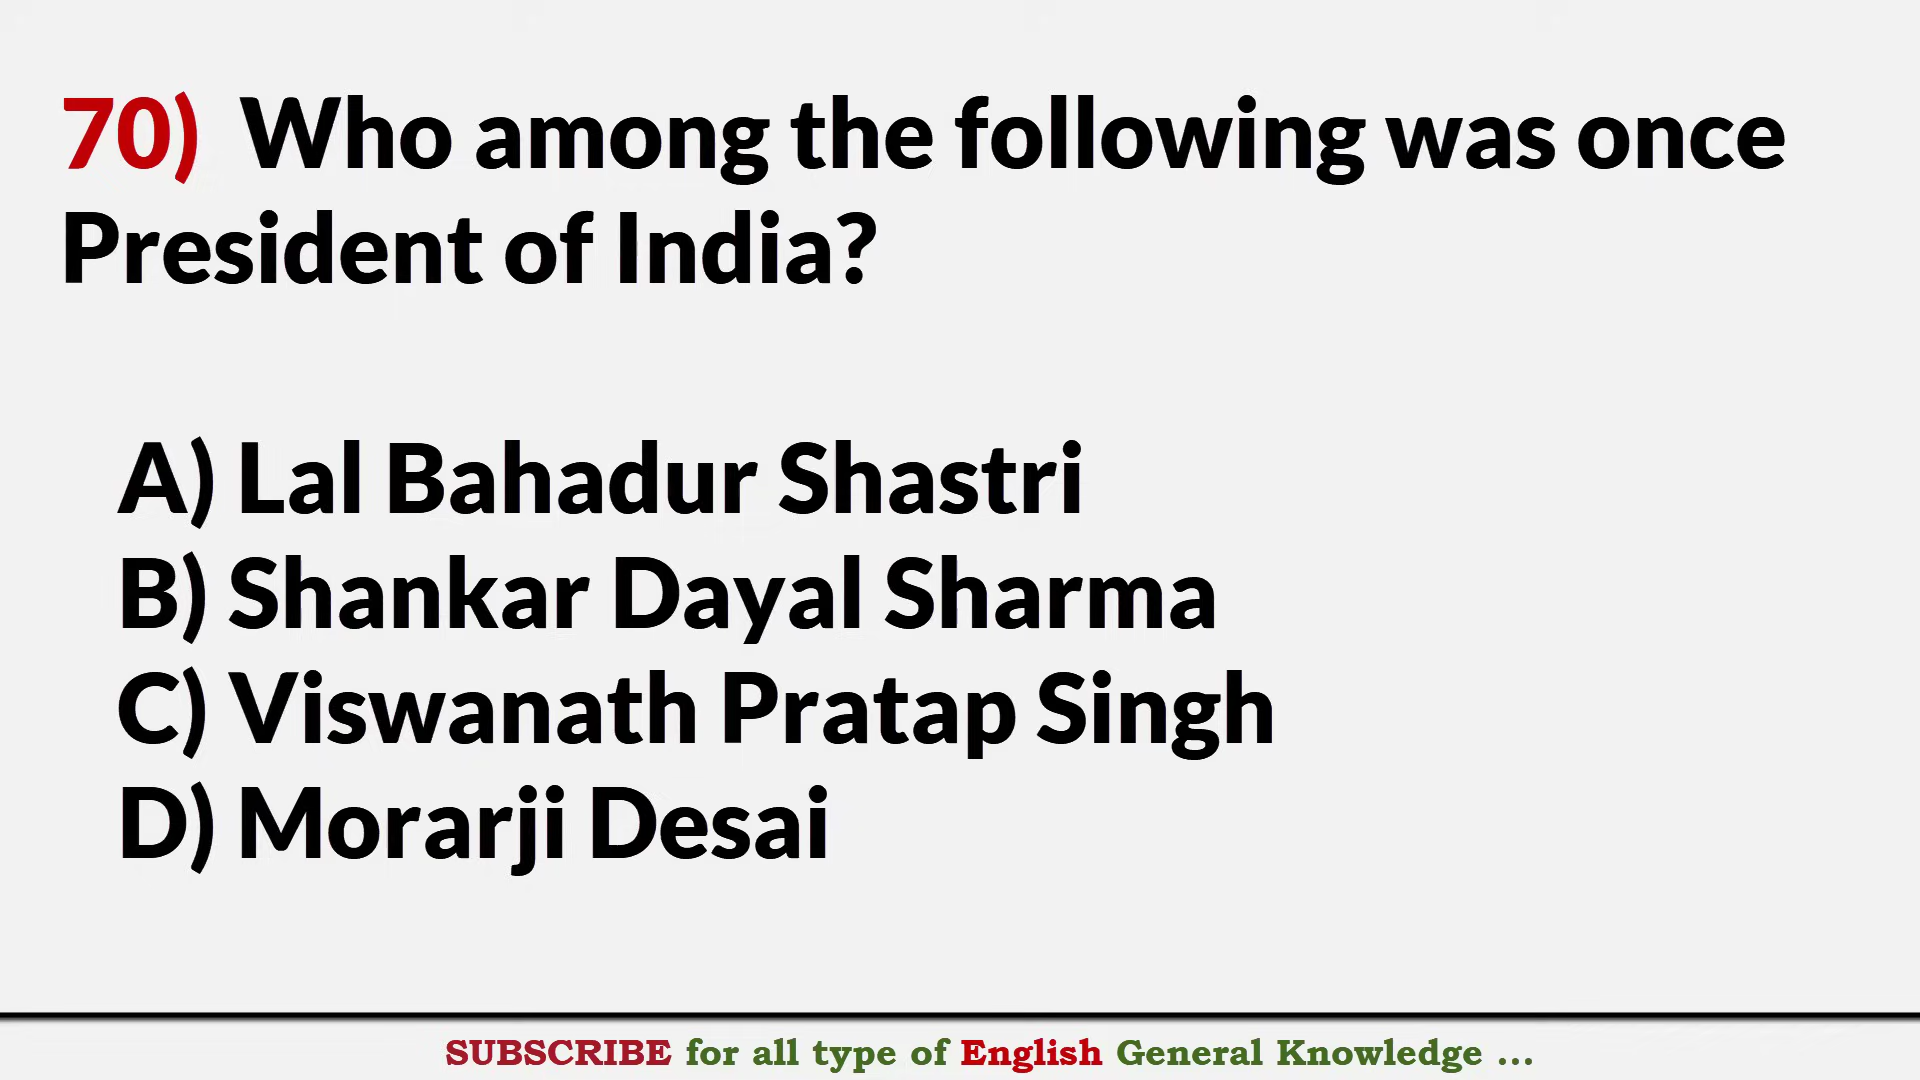 70) Who among the following was once
President of India?
A) Lal Bahadur Shastri
B) Shankar Dayal Sharma
C) Viswanath Pratap Singh
D) Morarji Desai
SUBSCRIBE for all type of English General Knowledge ...